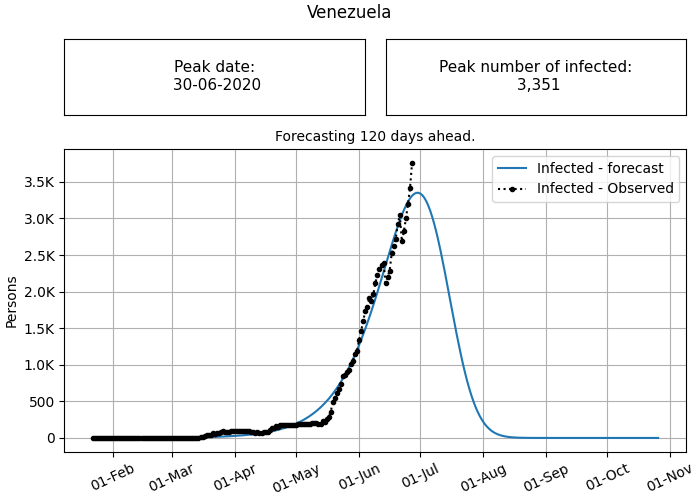 Venezuela
Peak date:
30-06-2020
Peak number of infected:
3,351
Forecasting 120 days ahead.
Infected - forecast
Infected - Observed
Persons
3.5K
3.0K
2.5K
2.0K
1.5K
1.0K
500
0
01-Feb
01-Mar
01-Apr
01-May
01-Jun
01-Jul
01-Aug
01-Sep
01-Oct
01-Nov